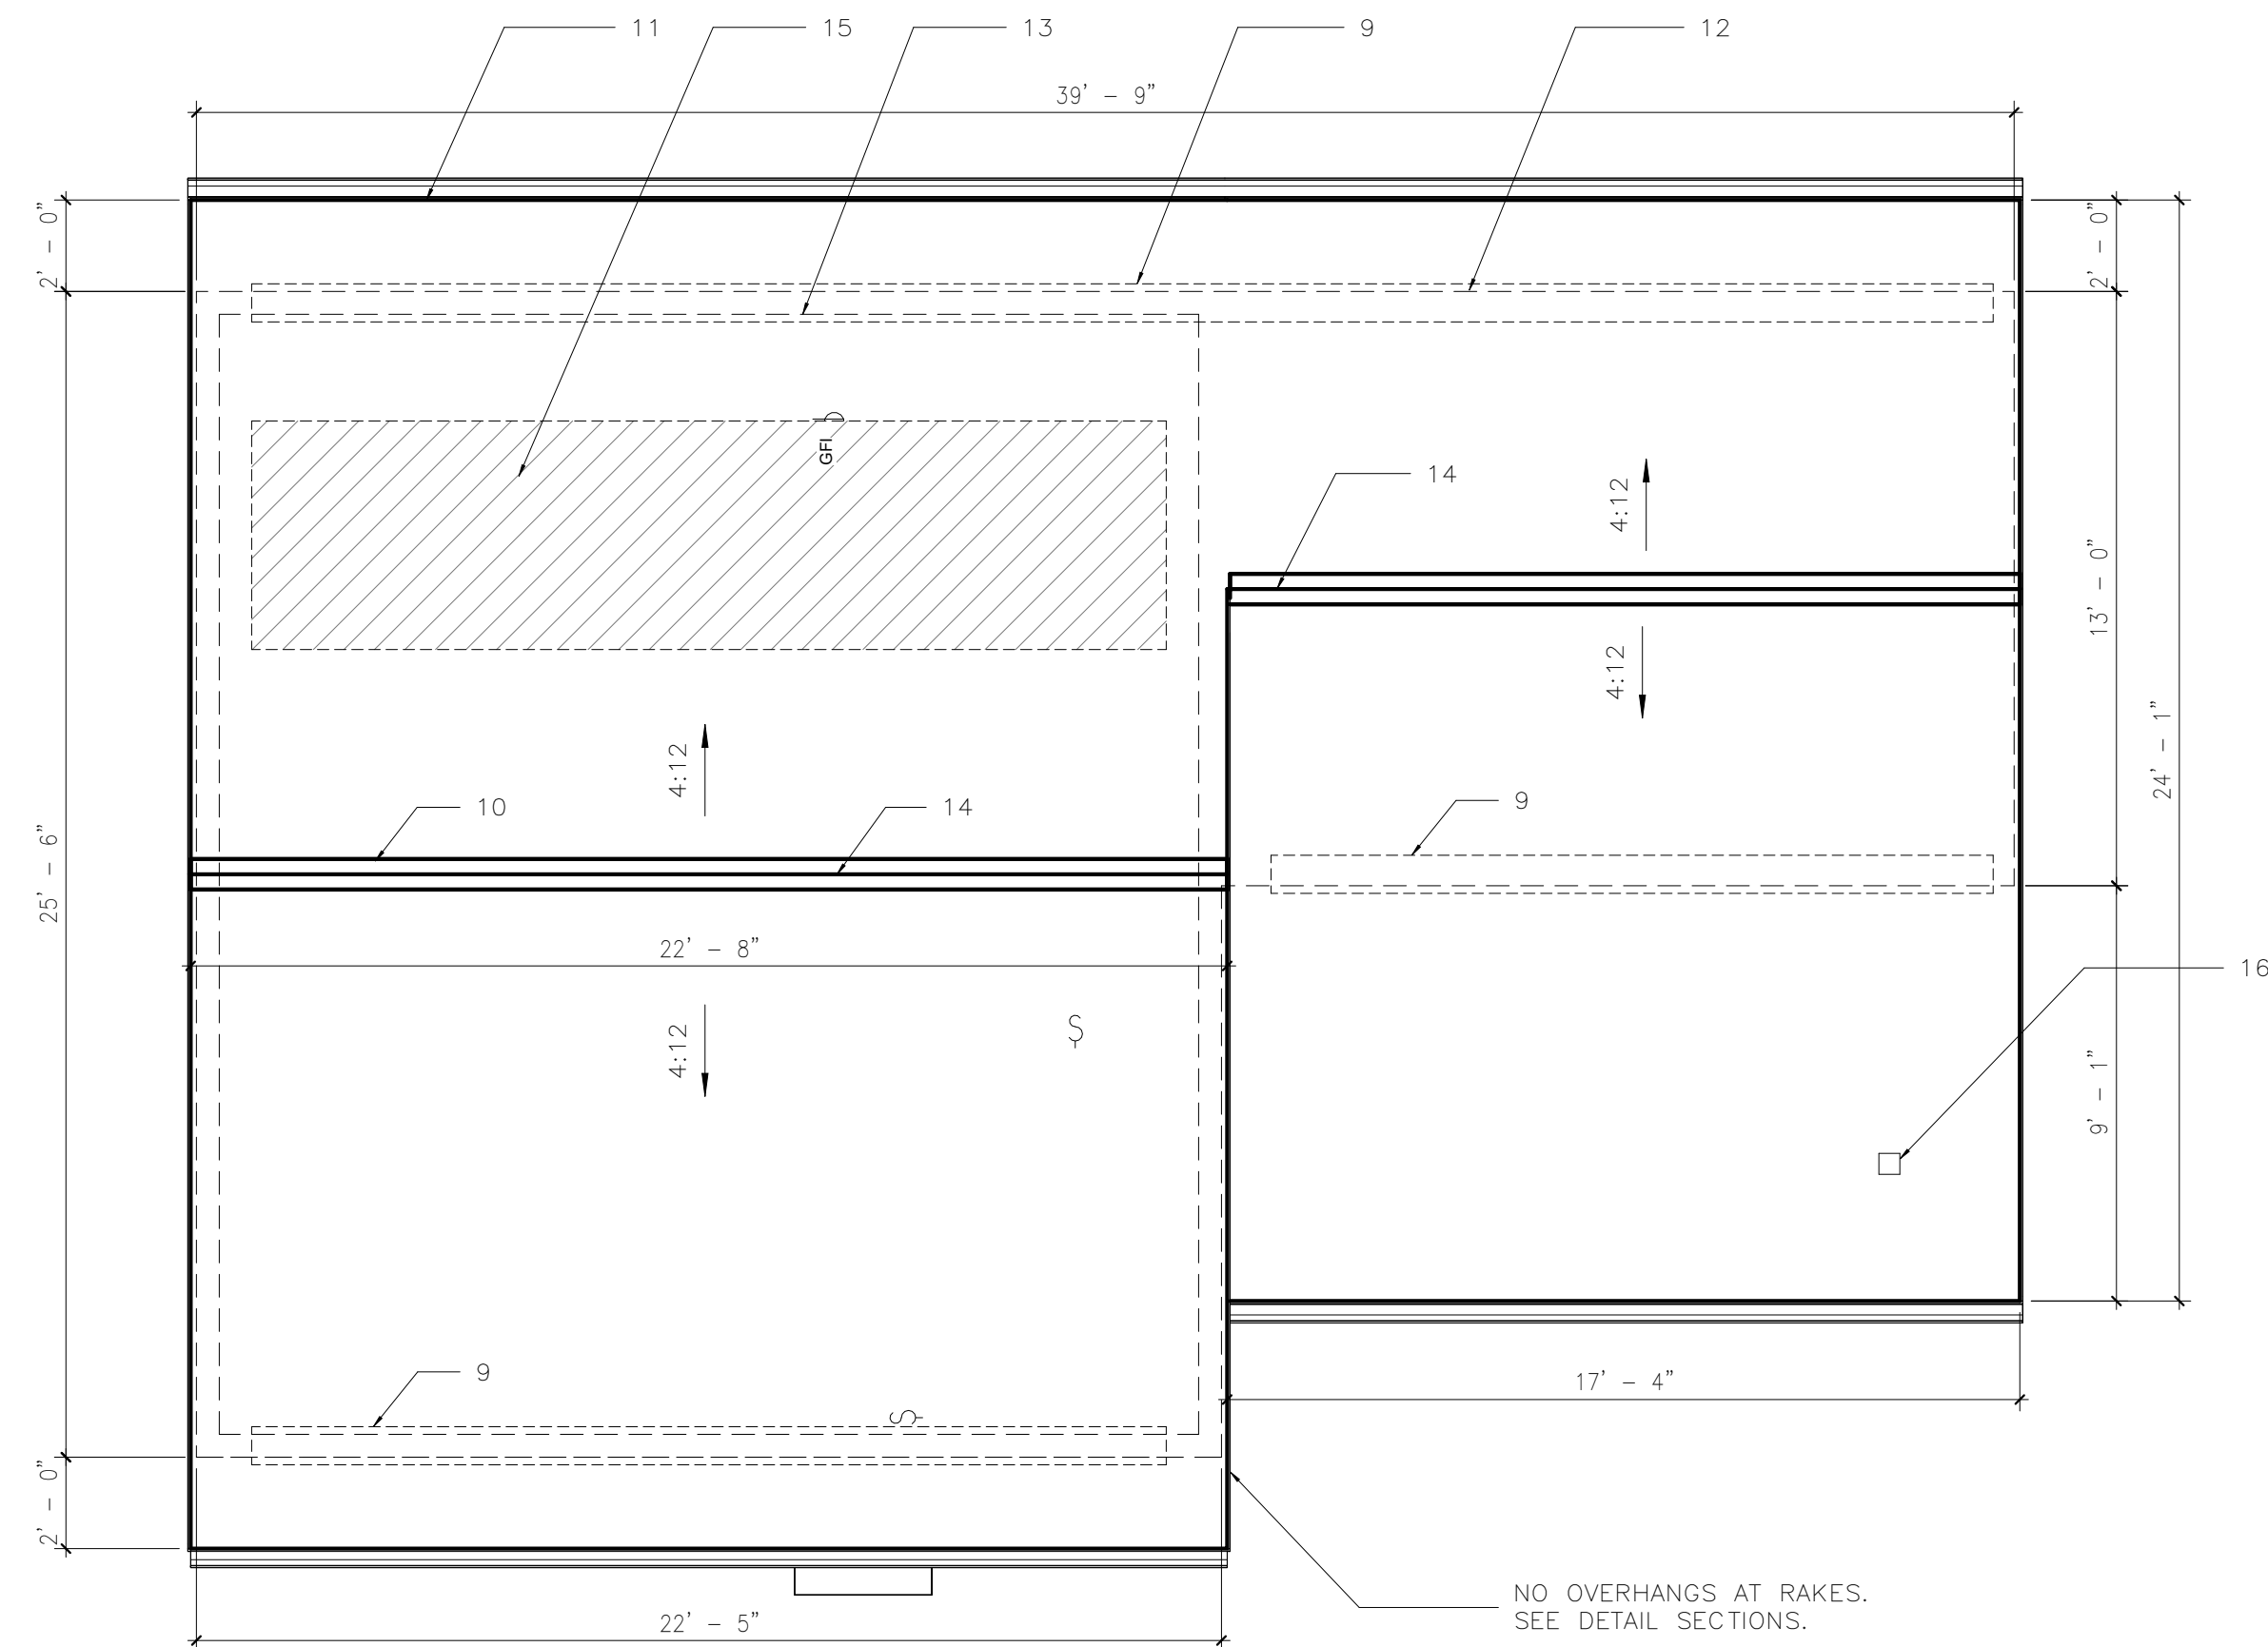 11
15
13
9
12
39' - 9"
2' - 0"
2' - 0"
GFI
14
4:12
13' - 0"
4:12
24' - 1"
4:12
10
14
9
25' - 6"
22' - 8"
16
$
4:12
9' - 1"
9
17' - 4"
$
2' - 0"
NO OVERHANGS AT RAKES.
SEE DETAIL SECTIONS.
22' - 5"